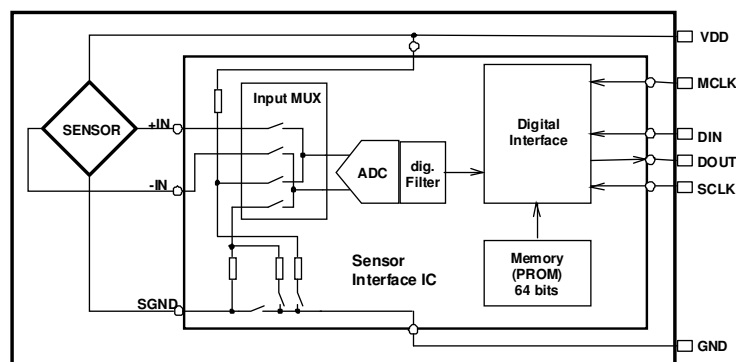 VDD
MCLK
Input MUX
SENSOR
+IN
Digital
Interface
DIN
DOUT
ADC
dig.
Filter
-IN
SCLK
Sensor
Interface IC
Memory
(PROM)
64 bits
SGND
GND